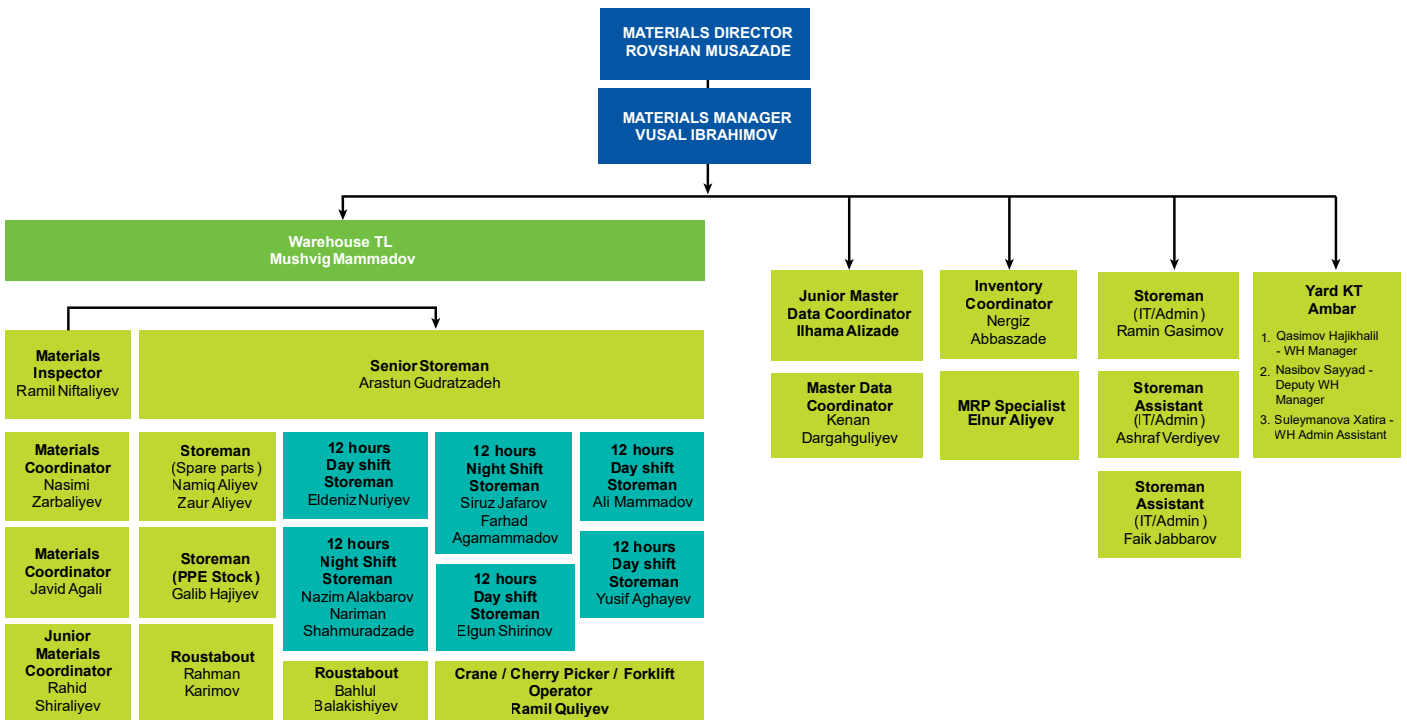 MATERIALS DIRECTOR
ROVSHAN MUSAZADE
MATERIALS MANAGER
VUSAL IBRAHIMOV
Warehouse TL
Mushvig Mammadov
Junior Master
Data Coordinator
Ilhama Alizade
Inventory
Coordinator
Nergiz
Abbaszade
Storeman
(IT/Admin)
Ramin Gasimov
Yard KT
Ambar
1. Qasimov Hajikhalil
- WH Manager
2. Nasibov Sayyad -
Deputy WH
Manager
3. Suleymanova Xatira -
WH Admin Assistant
Master Data
Coordinator
Kenan
Dargahguliyev
MRP Specialist
Elnur Aliyev
Storeman
Assistant
(IT/Admin)
Ashraf Verdiyev
Storeman
Assistant
(IT/Admin)
Faik Jabbarov
Materials
Inspector
Ramil Niftaliyev
Senior Storeman
Arastun Gudratzadeh
Materials
Coordinator
Nasimi
Zarbaliyev
Storeman
(Spare parts)
Namiq Aliyev
Zaur Aliyev
12 hours
Day shift
Storeman
Eldeniz Nuriyev
12 hours
Night Shift
Storeman
Siruz Jafarov
Farhad
Agamammadov
12 hours
Day shift
Storeman
Ali Mammadov
Materials
Coordinator
Javid Agali
Storeman
(PPE Stock)
Galib Hajiyev
12 hours
Night Shift
Storeman
Nazim Alakbarov
Nariman
Shahmuradzade
12 hours
Day shift
Storeman
Elgun Shirinov
12 hours
Day shift
Storeman
Yusif Aghayev
Junior
Materials
Coordinator
Rahid
Shiraliyev
Roustabout
Rahman
Karimov
Roustabout
Bahlul
Balakishiyev
Crane / Cherry Picker / Forklift
Operator
Ramil Quliyev